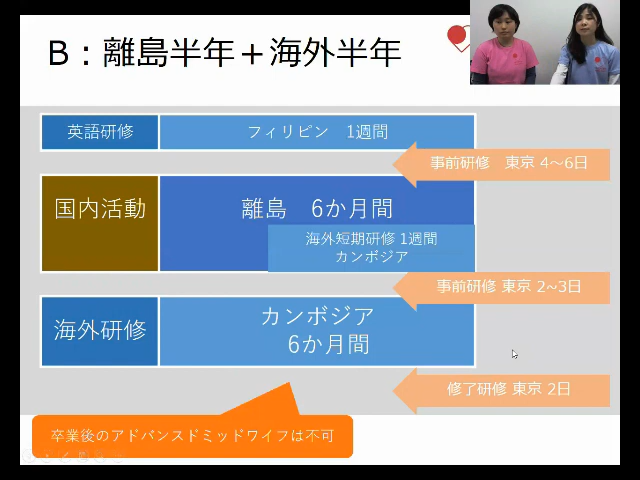 B：離島半年＋海外半年
英語研修
フィリピン　1週間
事前研修　東京 4～6日
国内活動
離島　6か月間
海外短期研修 1週間
カンボジア
事前研修 東京 2~3日
海外研修
カンボジア
6か月間
修了研修 東京 2日
卒業後のアドバンスドミッドワイフは不可